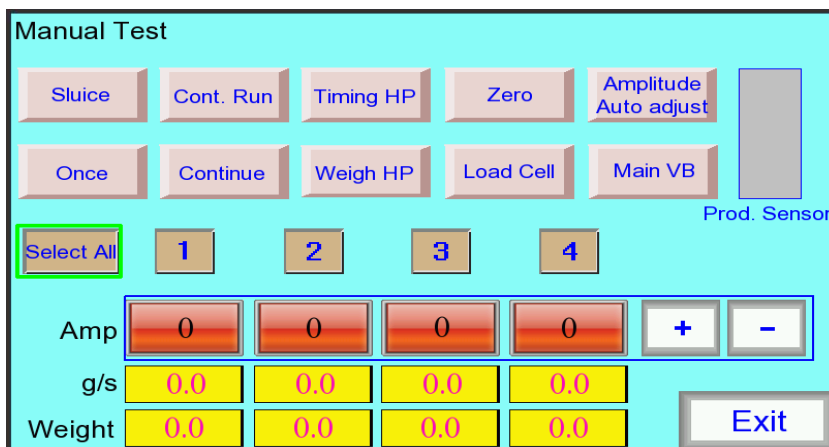 Manual Test
Sluice
Cont. Run
Timing HP
Zero
Amplitude
Auto adjust
Once
Continue
Weigh HP
Load Cell
Main VB
Prod. Sensor
Select All
1
2
3
4
Amp
0
0
0
0
+
-
g/s
0.0
0.0
0.0
0.0
Weight
0.0
0.0
0.0
0.0
Exit